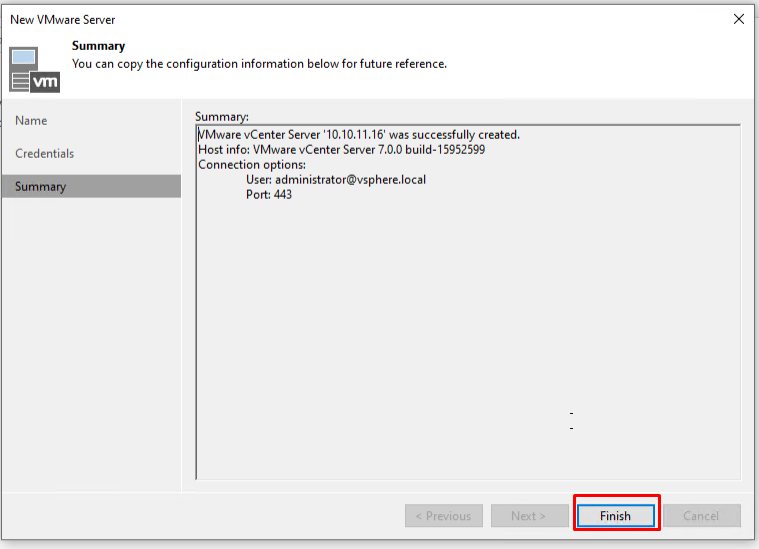 New VMware Server
Summary
You can copy the configuration information below for future reference.
vm
Name
Credentials
Summary
Summary:
VMware vCenter Server '10.10.11.16' was successfully created.
Host info: VMware vCenter Server 7.0.0 build-15952599
Connection options:
User: administrator@vsphere.local
Port: 443
-
-
< Previous
Next >
Finish
Cancel